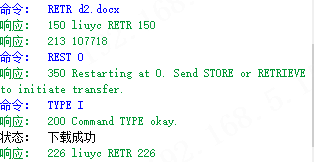 命令: RETR d2.docx
响应: 150 liuyc RETR 150
响应: 213 107718
命令: REST 0
响应: 350 Restarting at 0. Send STORE or RETRIEVE
to initiate transfer.
命令: TYPE I
响应: 200 Command TYPE okay.
状态: 下载成功
响应: 226 liuyc RETR 226